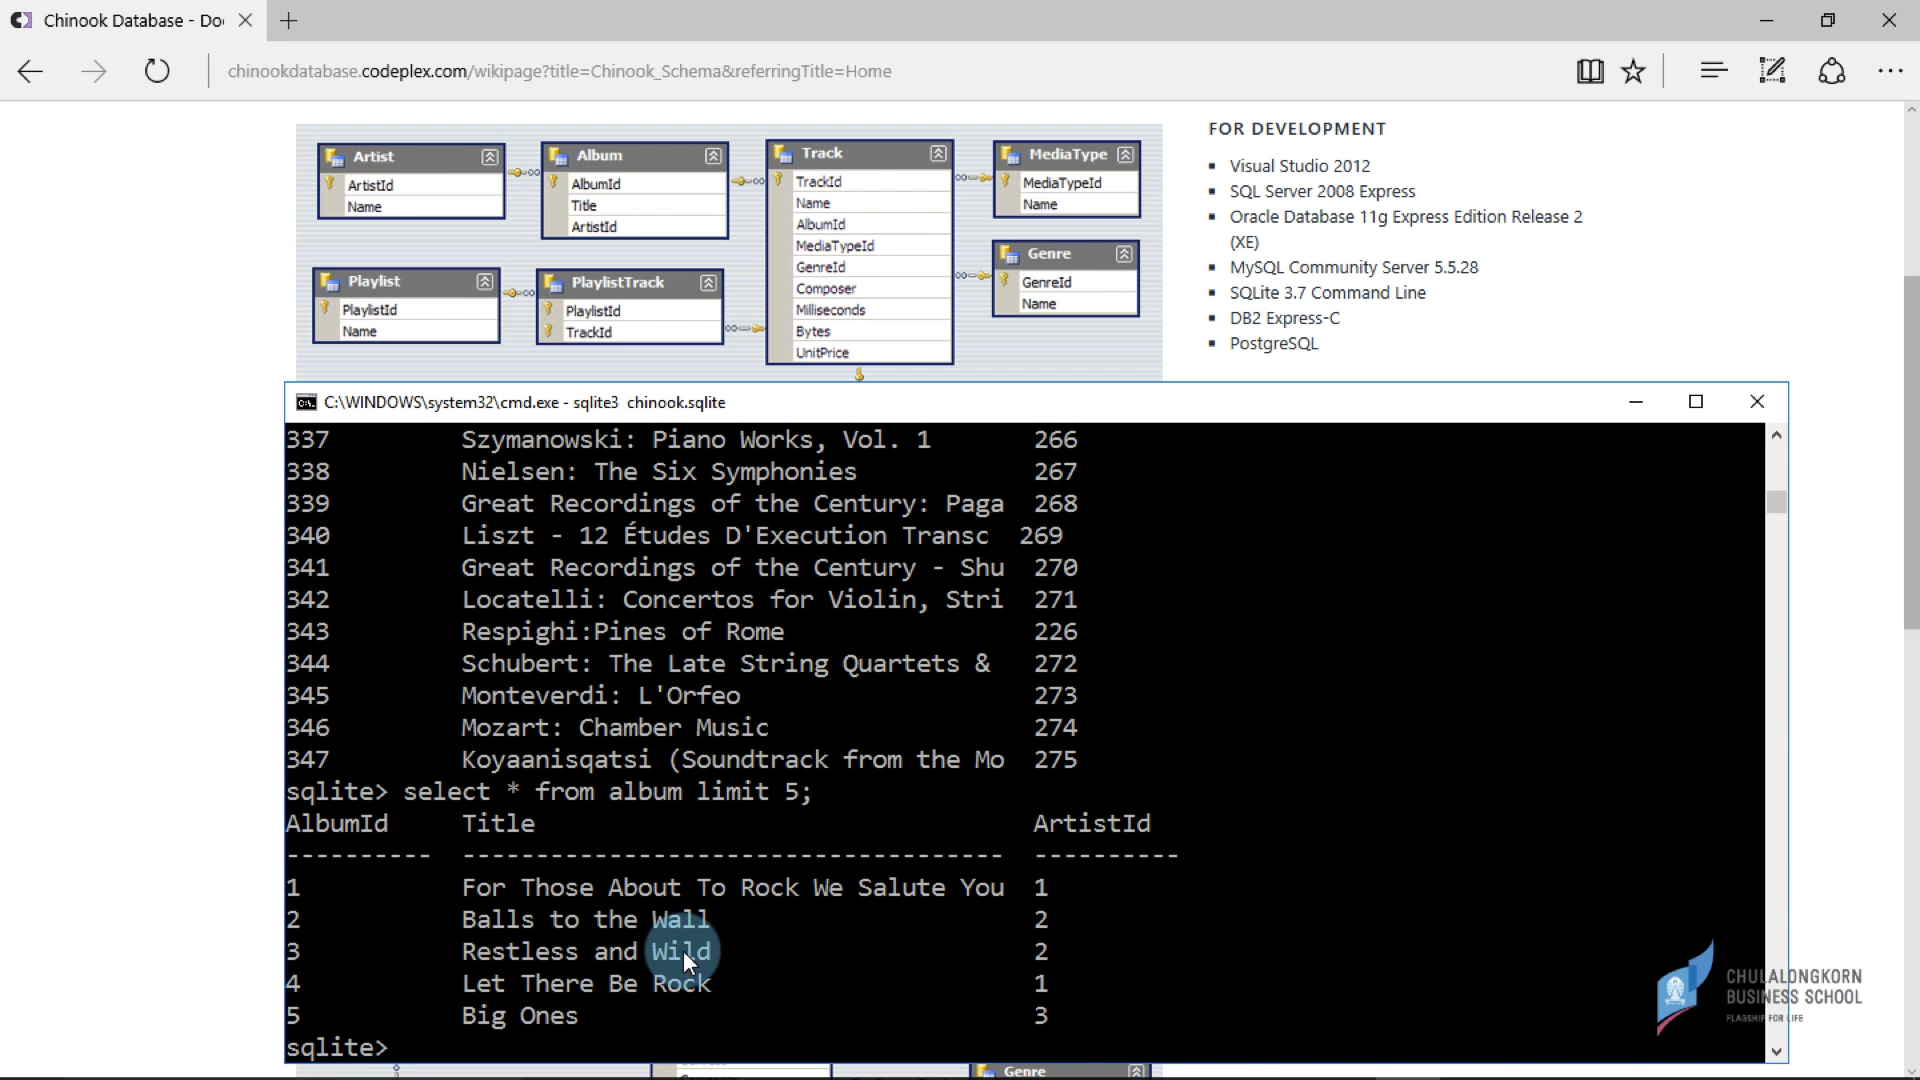 Chinook Database - Do
chinookdatabase.codeplex.com/wikipage?title=Chinook_Schema&referringTitle=Home
Artist
ArtistId
Name
Album
AlbumId
Title
ArtistId
Track
TrackId
Name
AlbumId
MediaTypeId
GenreId
Composer
Milliseconds
Bytes
UnitPrice
MediaType
MediaTypeId
Name
Genre
GenreId
Name
Playlist
PlaylistId
Name
PlaylistTrack
PlaylistId
TrackId
FOR DEVELOPMENT
Visual Studio 2012
SQL Server 2008 Express
Oracle Database 11g Express Edition Release 2
(XE)
MySQL Community Server 5.5.28
SQLite 3.7 Command Line
DB2 Express-C
PostgreSQL
C:\WINDOWS\system32\cmd.exe - sqlite3 chinook.sqlite
337 Szymanowski: Piano Works, Vol. 1 266
338 Nielsen: The Six Symphonies 267
339 Great Recordings of the Century: Paga 268
340 Liszt - 12 Études D'Execution Transc 269
341 Great Recordings of the Century - Shu 270
342 Locatelli: Concertos for Violin, Stri 271
343 Respighi:Pines of Rome 226
344 Schubert: The Late String Quartets & 272
345 Monteverdi: L'Orfeo 273
346 Mozart: Chamber Music 274
347 Koyaanisqatsi (Soundtrack from the Mo 275
sqlite> select * from album limit 5;
AlbumId Title ArtistId
---------- ------------------------------------- ----------
1 For Those About To Rock We Salute You 1
2 Balls to the Wall 2
3 Restless and Wild 2
4 Let There Be Rock 1
5 Big Ones 3
sqlite>
Genre
CHULALONGKORN
BUSINESS SCHOOL
FLAGSHIP FOR LIFE